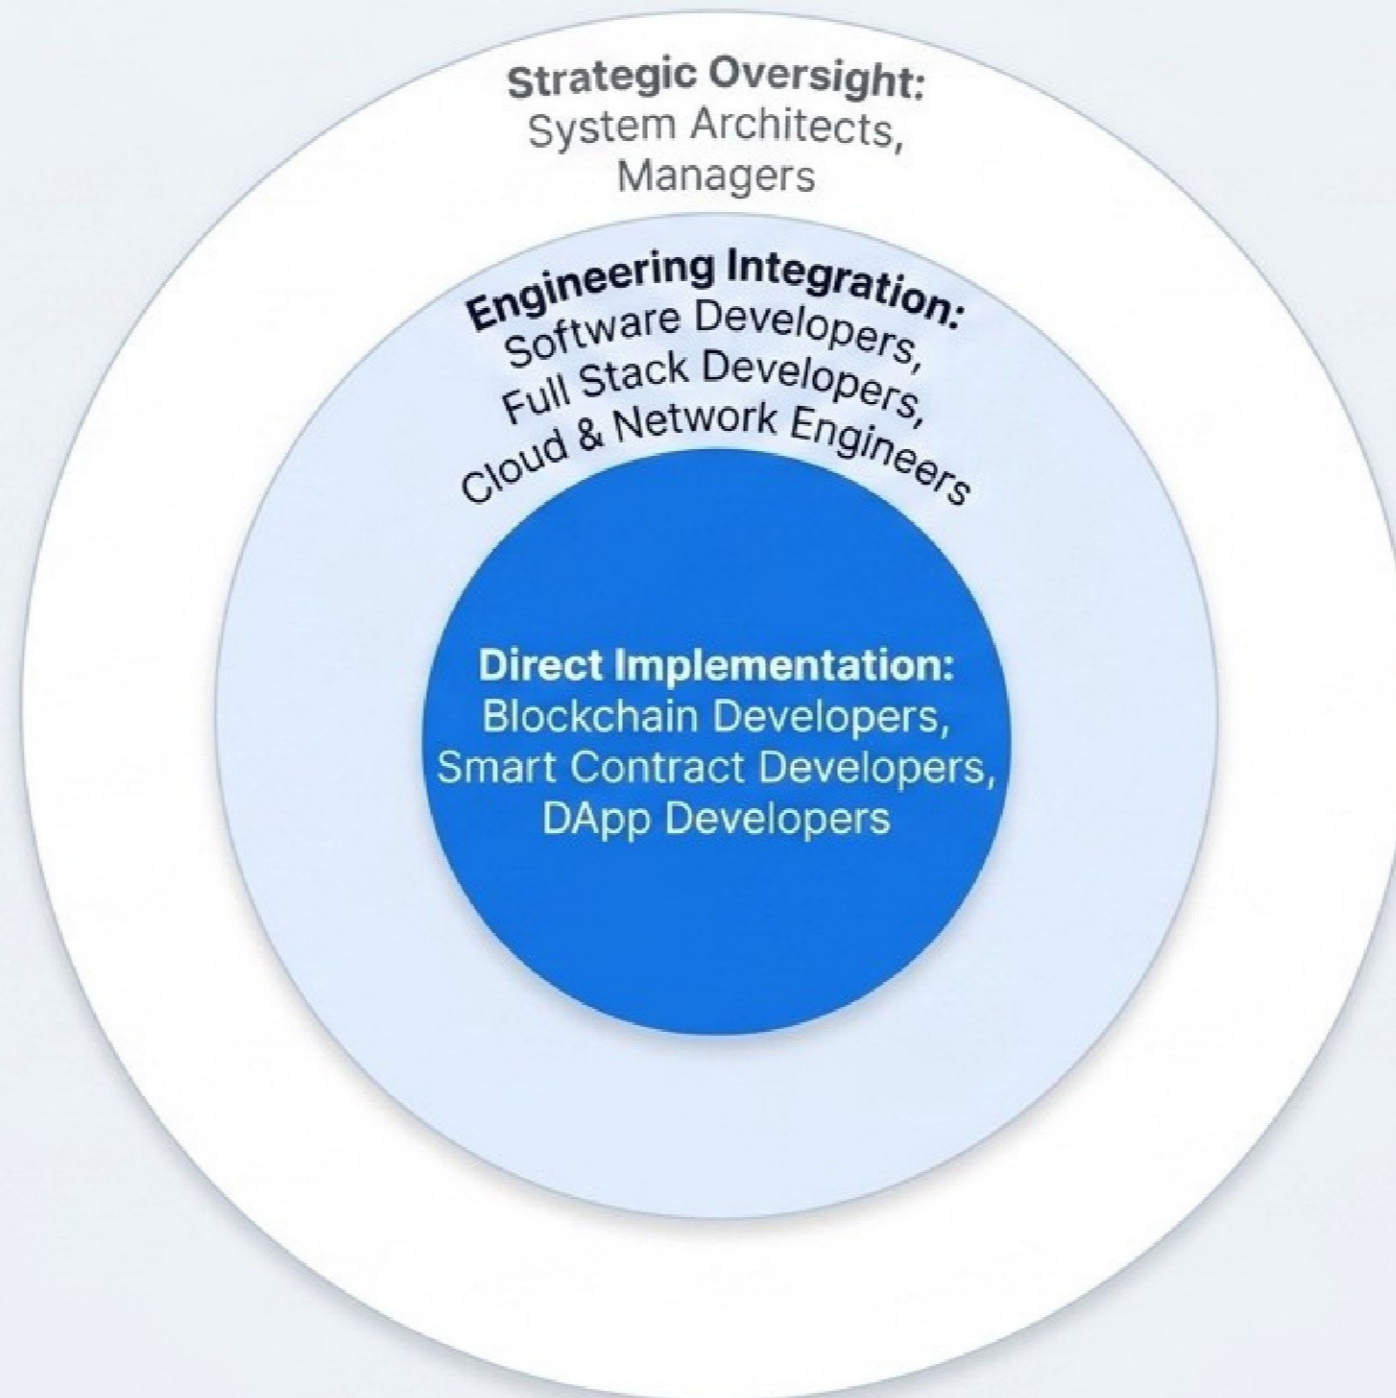 Strategic Oversight:
System Architects,
Managers
Engineering Integration:
Software Developers,
Full Stack Developers,
Cloud & Network Engineers
Direct Implementation:
Blockchain Developers,
Smart Contract Developers,
DApp Developers